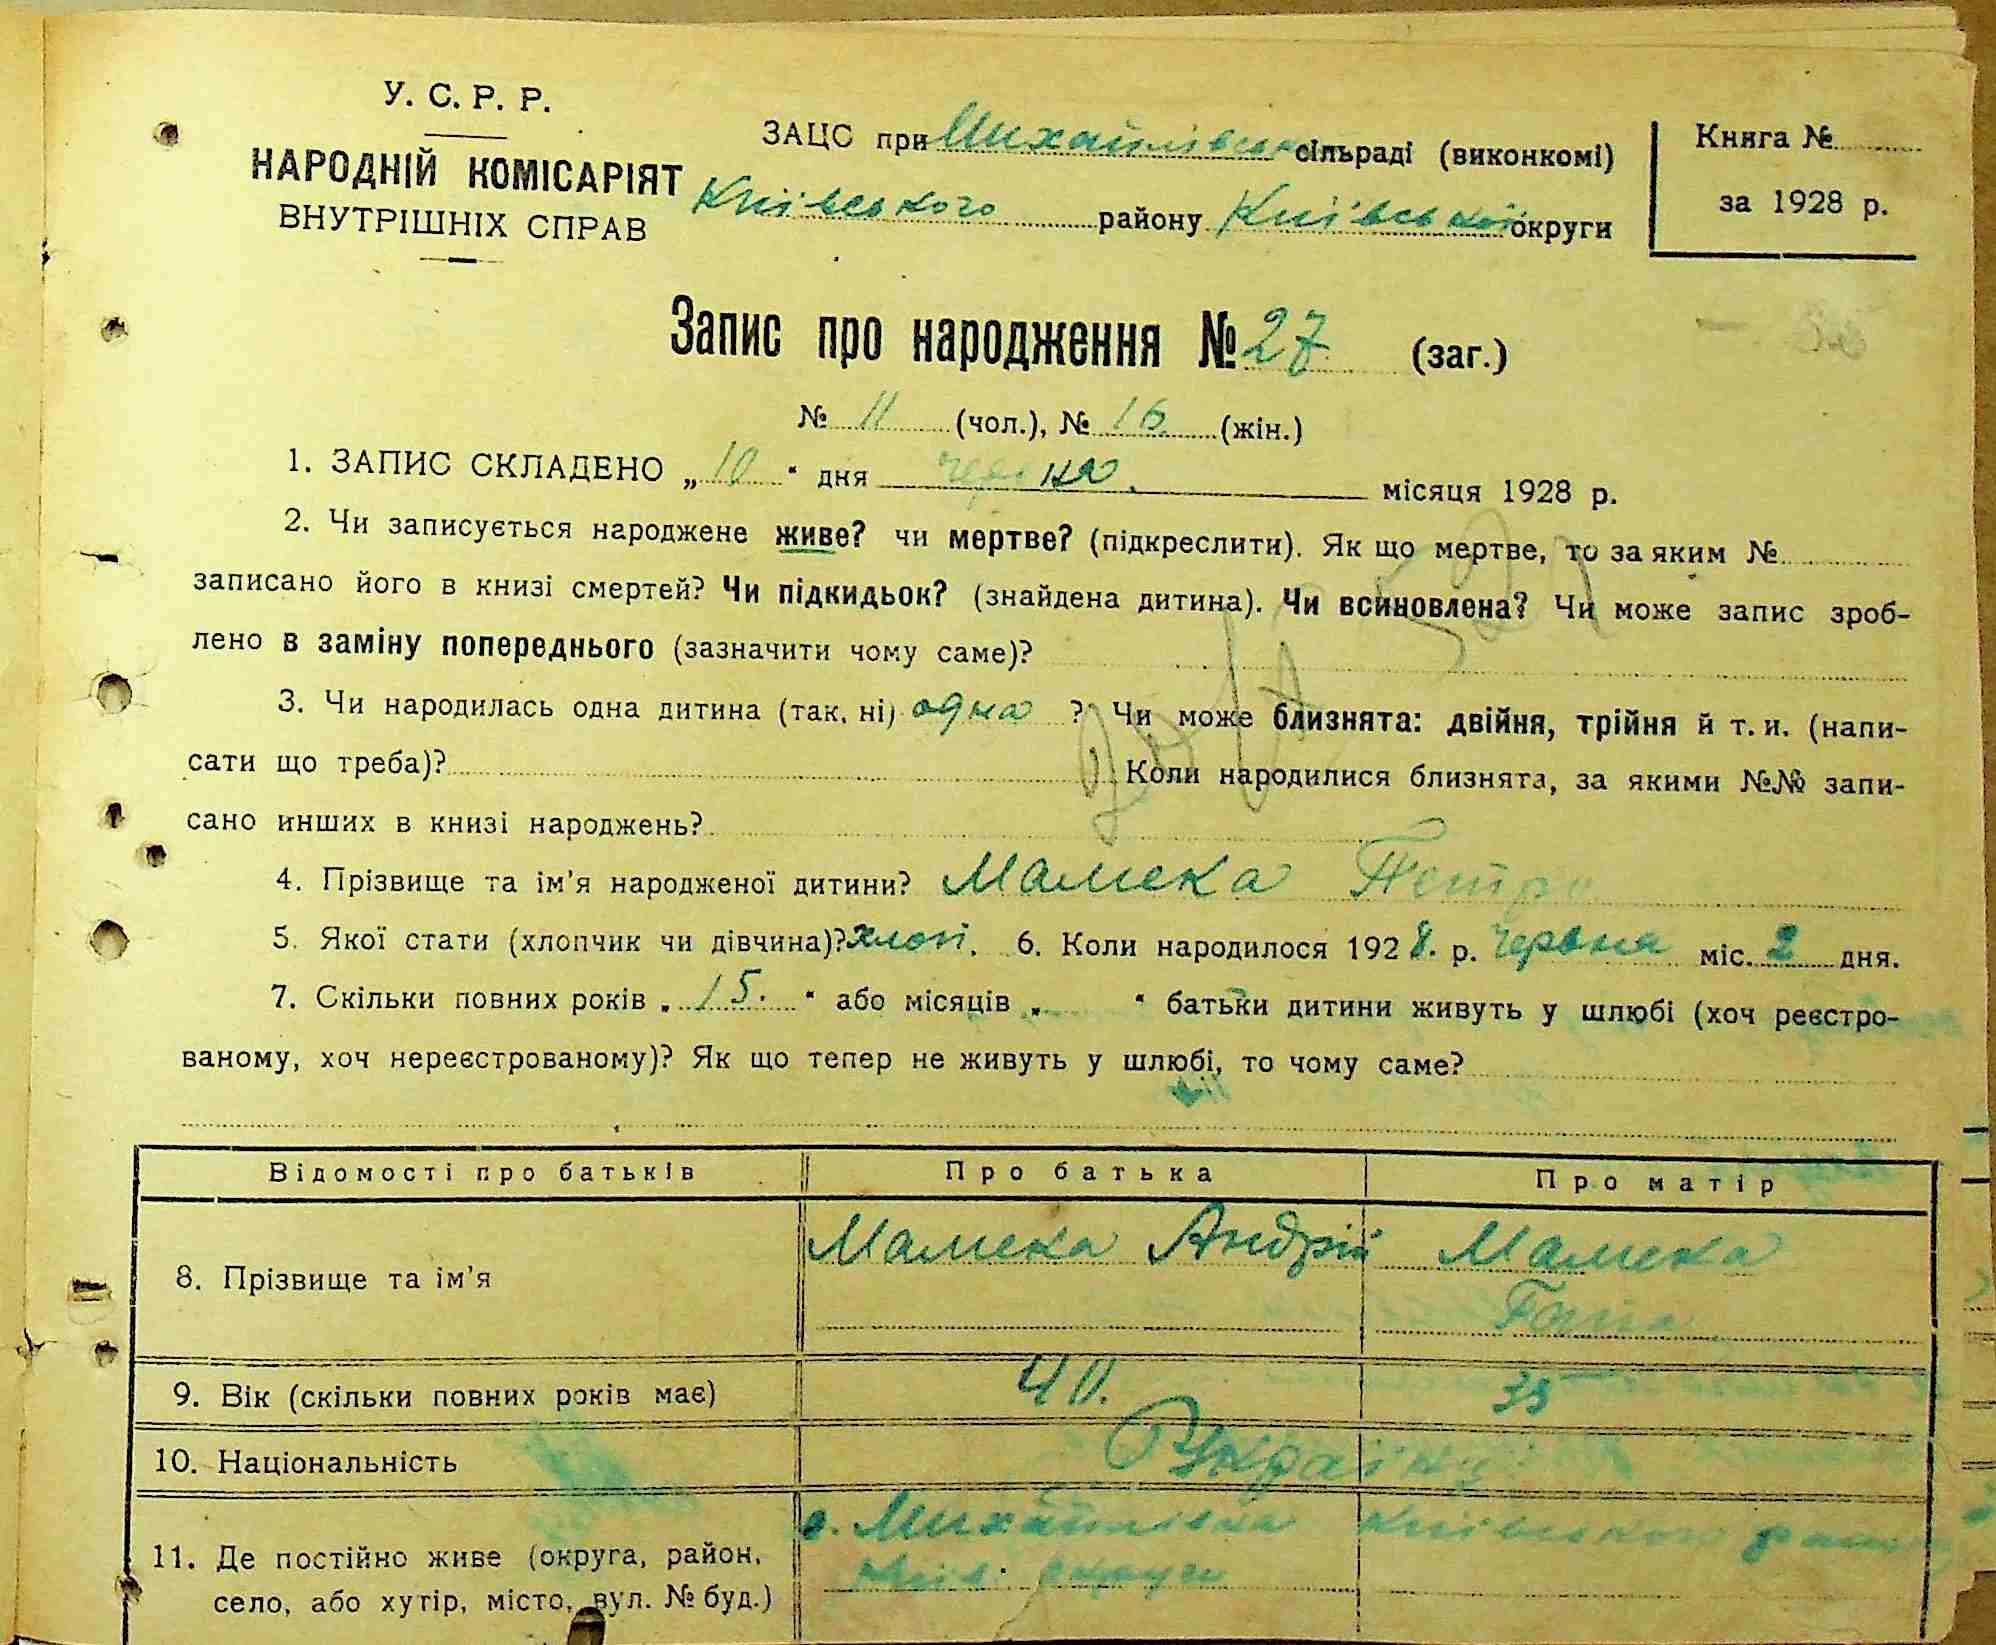 У. С. Р. Р.
НАРОДНІЙ КОМІСАРІЯТ
ВНУТРІШНІХ СПРАВ
ЗАЦС при Михайлівськ. сільраді (виконкомі)
Київського району Київської округи
Книга №
за 1928 р.
Запис про народження № 27 (заг.)
№ 11 (чол.), № 16 (жін.)
1. ЗАПИС СКЛАДЕНО „ 10 “ дня червня місяця 1928 р.
2. Чи записується народжене живе? чи мертве? (підкреслити). Як що мертве, то за яким №
записано його в книзі смертей? Чи підкидьок? (знайдена дитина). Чи всиновлена? Чи може запис зроб-
лено в заміну попереднього (зазначити чому саме)?
3. Чи народилась одна дитина (так, ні) одна ? Чи може близнята: двійня, трійня й т. и. (напи-
сати що треба)? Коли народилися близнята, за якими №№ запи-
сано инших в книзі народжень?
4. Прізвище та ім’я народженої дитини? Мамека Петро
5. Якої стати (хлопчик чи дівчина)? хлоп. 6. Коли народилося 1928. р. червня міс. 2 дня.
7. Скільки повних років „ 15. “ або місяців „ “ батьки дитини живуть у шлюбі (хоч реєстро-
ваному, хоч нереєстрованому)? Як що тепер не живуть у шлюбі, то чому саме?
Відомості про батьків Про батька Про матір
8. Прізвище та ім’я Мамека Андрій Мамека
9. Вік (скільки повних років має) 40. 35
10. Національність Україн
11. Де постійно живе (округа, район, с. Михайлівка Київського району
село, або хутір, місто, вул. № буд.) Київ. округи